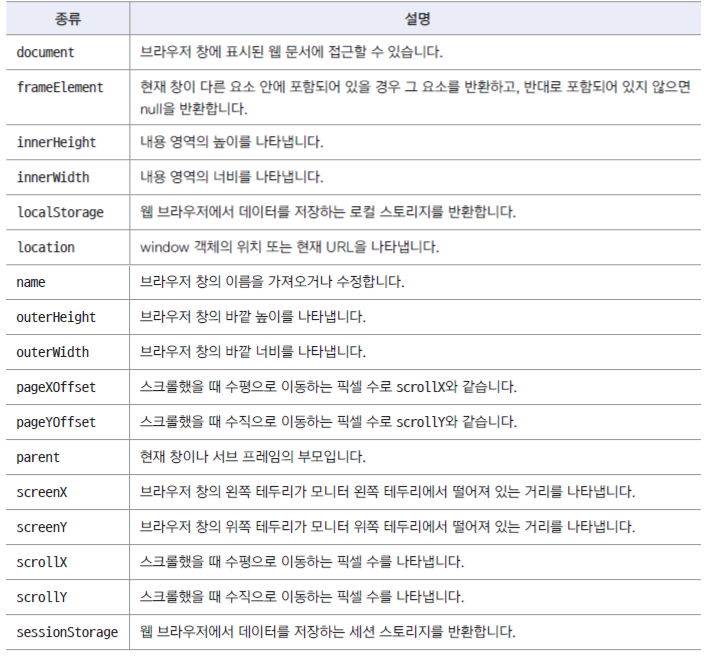 종류 설명
document 브라우저 창에 표시된 웹 문서에 접근할 수 있습니다.
frameElement 현재 창이 다른 요소 안에 포함되어 있을 경우 그 요소를 반환하고, 반대로 포함되어 있지 않으면
null을 반환합니다.
innerHeight 내용 영역의 높이를 나타냅니다.
innerWidth 내용 영역의 너비를 나타냅니다.
localStorage 웹 브라우저에서 데이터를 저장하는 로컬 스토리지를 반환합니다.
location window 객체의 위치 또는 현재 URL을 나타냅니다.
name 브라우저 창의 이름을 가져오거나 수정합니다.
outerHeight 브라우저 창의 바깥 높이를 나타냅니다.
outerWidth 브라우저 창의 바깥 너비를 나타냅니다.
pageXOffset 스크롤했을 때 수평으로 이동하는 픽셀 수로 scrollX와 같습니다.
pageYOffset 스크롤했을 때 수직으로 이동하는 픽셀 수로 scrollY와 같습니다.
parent 현재 창이나 서브 프레임의 부모입니다.
screenX 브라우저 창의 왼쪽 테두리가 모니터 왼쪽 테두리에서 떨어져 있는 거리를 나타냅니다.
screenY 브라우저 창의 위쪽 테두리가 모니터 위쪽 테두리에서 떨어져 있는 거리를 나타냅니다.
scrollX 스크롤했을 때 수평으로 이동하는 픽셀 수를 나타냅니다.
scrollY 스크롤했을 때 수직으로 이동하는 픽셀 수를 나타냅니다.
sessionStorage 웹 브라우저에서 데이터를 저장하는 세션 스토리지를 반환합니다.